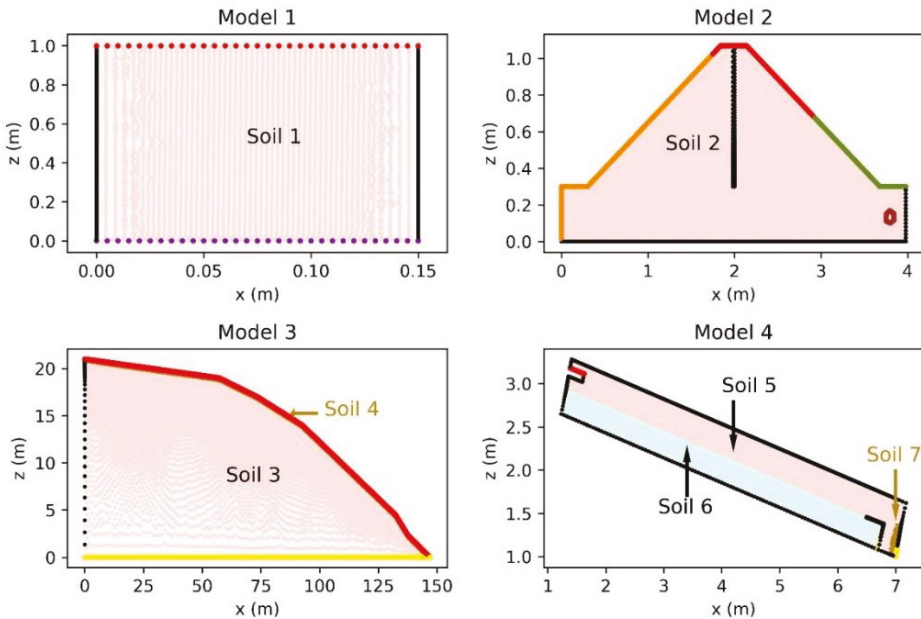 Model 1
1.0
0.8
0.6
0.4
0.2
0.0
z (m)
Soil 1
0.00 0.05 0.10 0.15
x (m)
Model 2
1.0
0.8
0.6
0.4
0.2
0.0
z (m)
Soil 2
0 1 2 3 4
x (m)
Model 3
20
15
10
5
0
z (m)
Soil 4
Soil 3
0 25 50 75 100 125 150
x (m)
Model 4
3.0
2.5
2.0
1.5
1.0
z (m)
Soil 5
Soil 7
Soil 6
1 2 3 4 5 6 7
x (m)